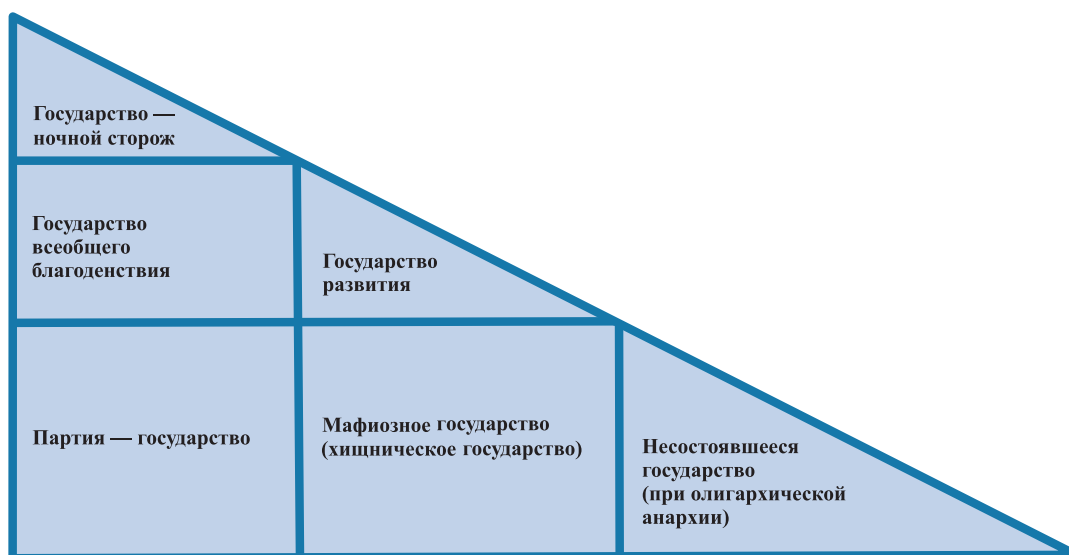 Государство —
ночной сторож
Государство
всеобщего
благоденствия
Государство
развития
Партия — государство
Мафиозное государство
(хищническое государство)
Несостоявшееся
государство
(при олигархической
анархии)